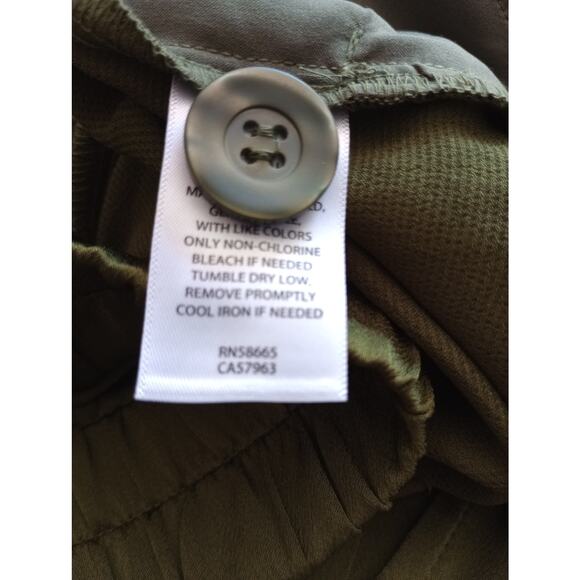 WITH LIKE COLORS
ONLY NON-CHLORINE
BLEACH IF NEEDED
TUMBLE DRY LOW,
REMOVE PROMPTLY
COOL IRON IF NEEDED
RN58665
CA57963